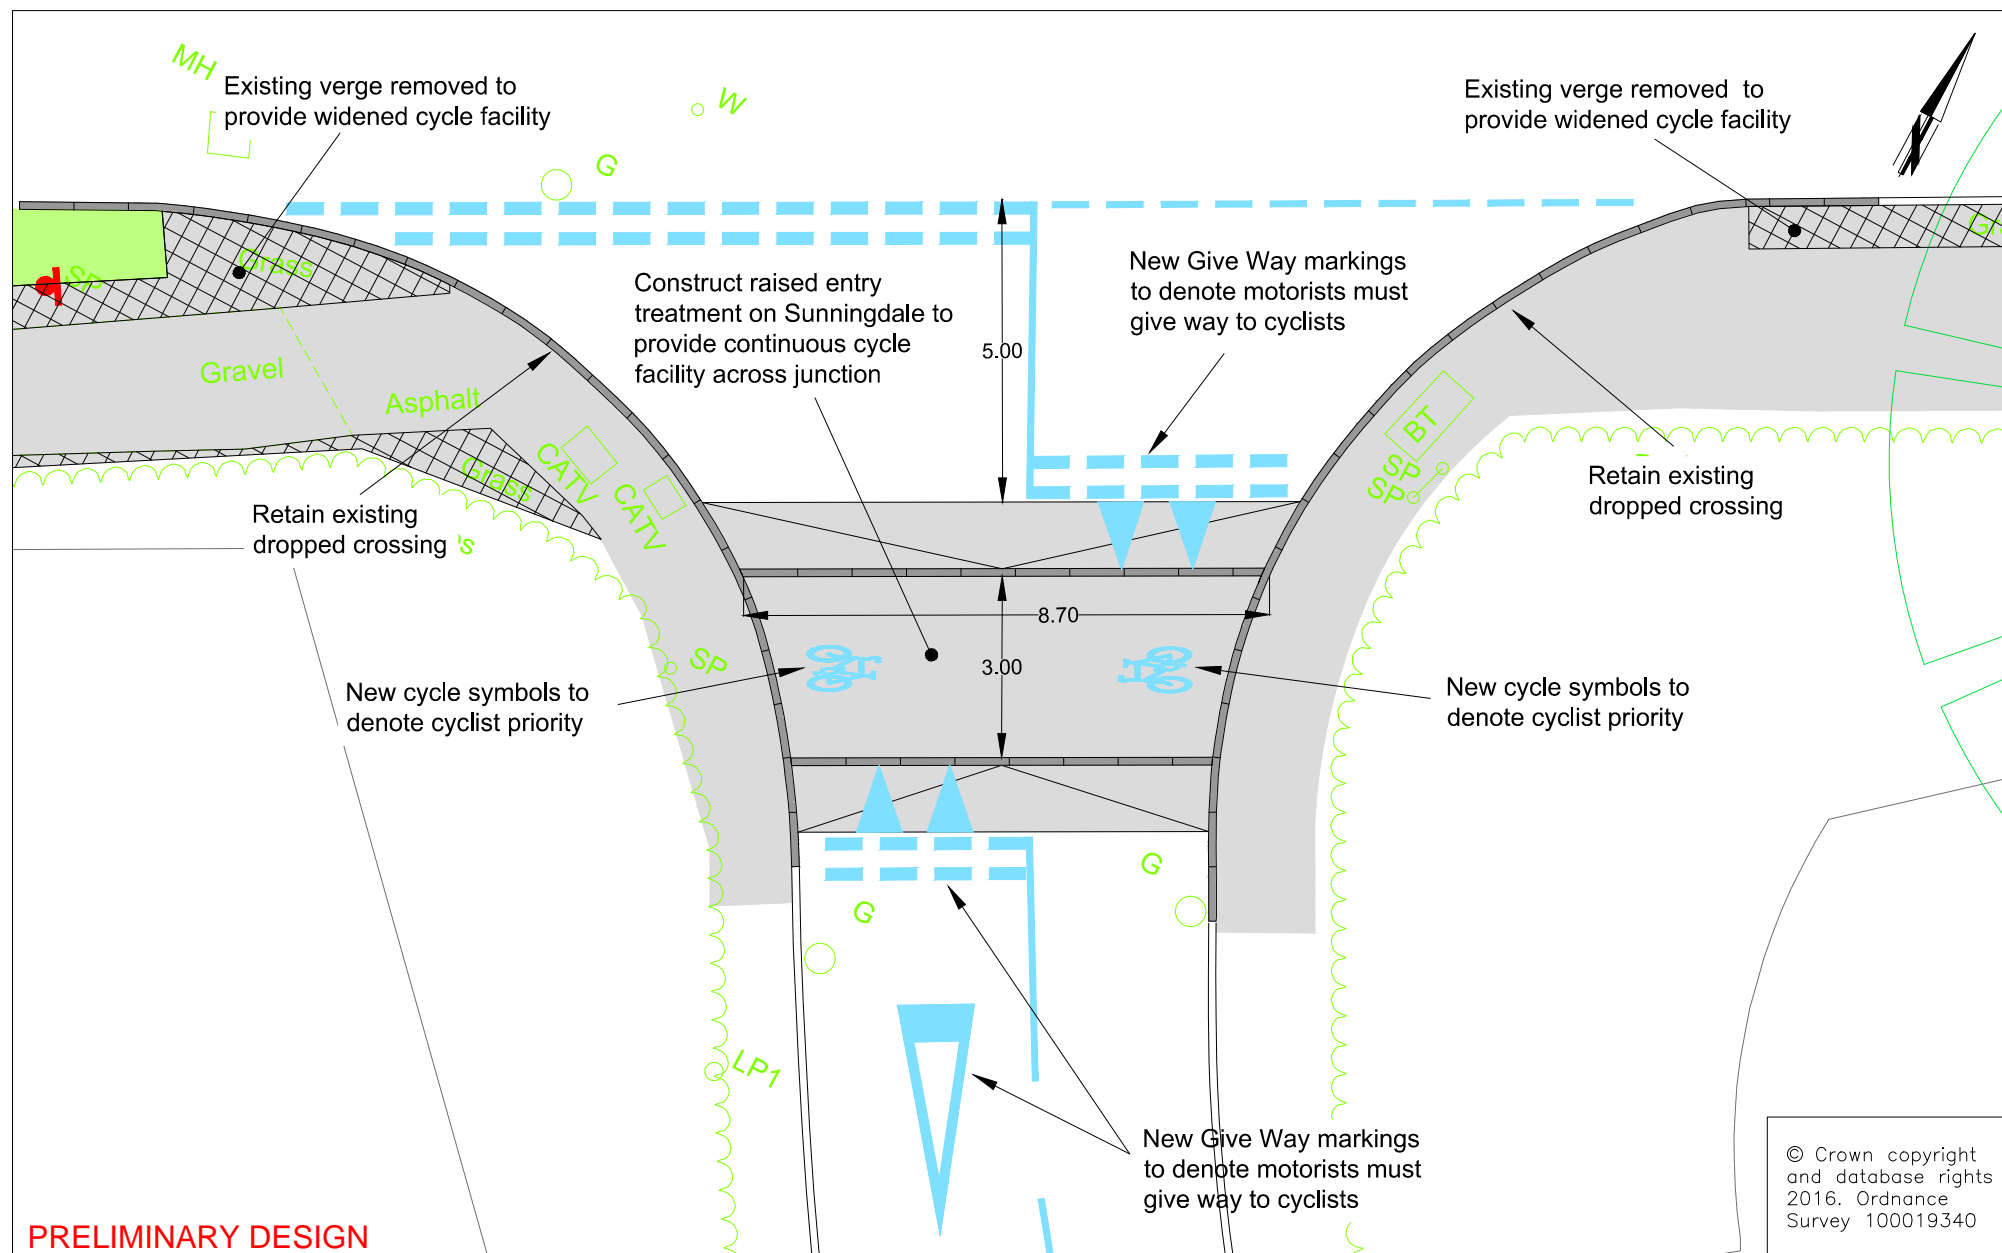 MH
Existing verge removed to
provide widened cycle facility
W
G
Existing verge removed to
provide widened cycle facility
N
SP
Grass
Gravel
Asphalt
Construct raised entry
treatment on Sunningdale to
provide continuous cycle
facility across junction
5.00
New Give Way markings
to denote motorists must
give way to cyclists
Grass
CATV
CATV
BT
SP
SP
Retain existing
dropped crossing
Retain existing
dropped crossing
8.70
3.00
SP
New cycle symbols to
denote cyclist priority
New cycle symbols to
denote cyclist priority
G
G
LP1
New Give Way markings
to denote motorists must
give way to cyclists
PRELIMINARY DESIGN
© Crown copyright
and database rights
2016. Ordnance
Survey 100019340